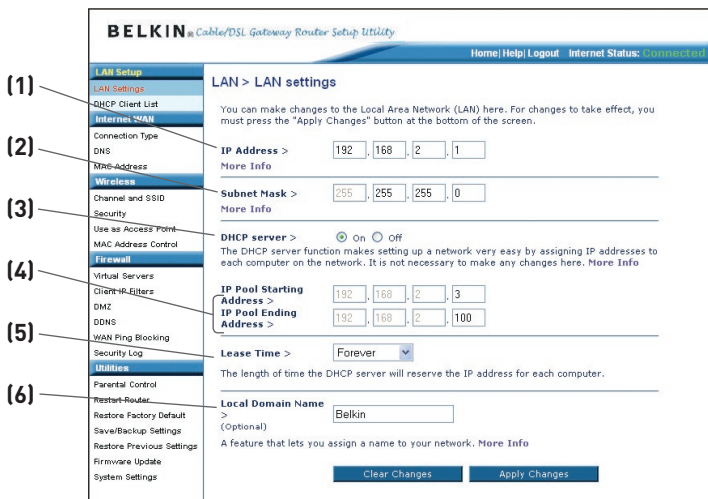 BELKIN® Cable/DSL Gateway Router Setup Utility
Home|Help|Logout Internet Status: Connected
LAN Setup
LAN Settings
DHCP Client List
Internet WAN
Connection Type
DNS
MAC Address
Wireless
Channel and SSID
Security
Use as Access Point
MAC Address Control
Firewall
Virtual Servers
Client IP Filters
DMZ
DDNS
WAN Ping Blocking
Security Log
Utilities
Parental Control
Restart Router
Restore Factory Default
Save/Backup Settings
Restore Previous Settings
Firmware Update
System Settings
LAN > LAN settings
You can make changes to the Local Area Network (LAN) here. For changes to take effect, you
must press the "Apply Changes" button at the bottom of the screen.
(1)
IP Address > 192 . 168 . 2 . 1
More Info
(2)
Subnet Mask > 255 . 255 . 255 . 0
More Info
(3)
DHCP server > On Off
The DHCP server function makes setting up a network very easy by assigning IP addresses to
each computer on the network. It is not necessary to make any changes here. More Info
(4)
IP Pool Starting
Address > 192 . 168 . 2 . 3
IP Pool Ending
Address > 192 . 168 . 2 . 100
(5)
Lease Time > Forever
The length of time the DHCP server will reserve the IP address for each computer.
(6)
Local Domain Name
> Belkin
(Optional)
A feature that lets you assign a name to your network. More Info
Clear Changes Apply Changes